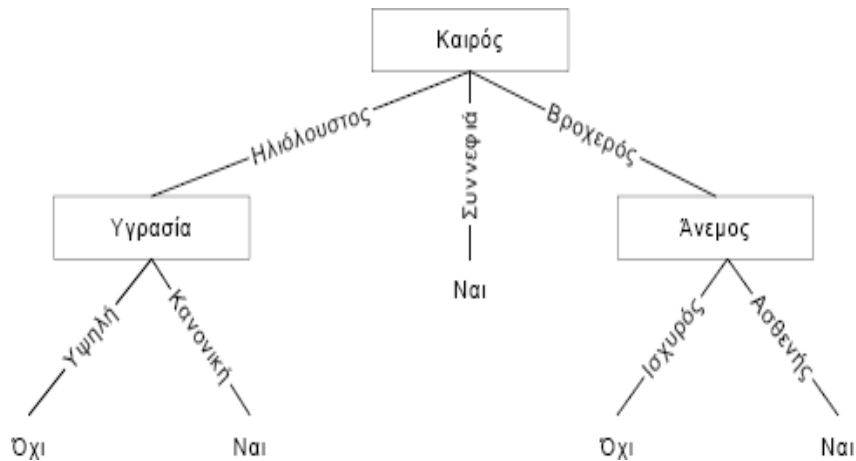 Καιρός
Ηλιόλουστος
Συννεφιά
Βροχερός
Υγρασία
Άνεμος
Ναι
Υψηλή
Κανονική
Ισχυρός
Ασθενής
Όχι
Ναι
Όχι
Ναι